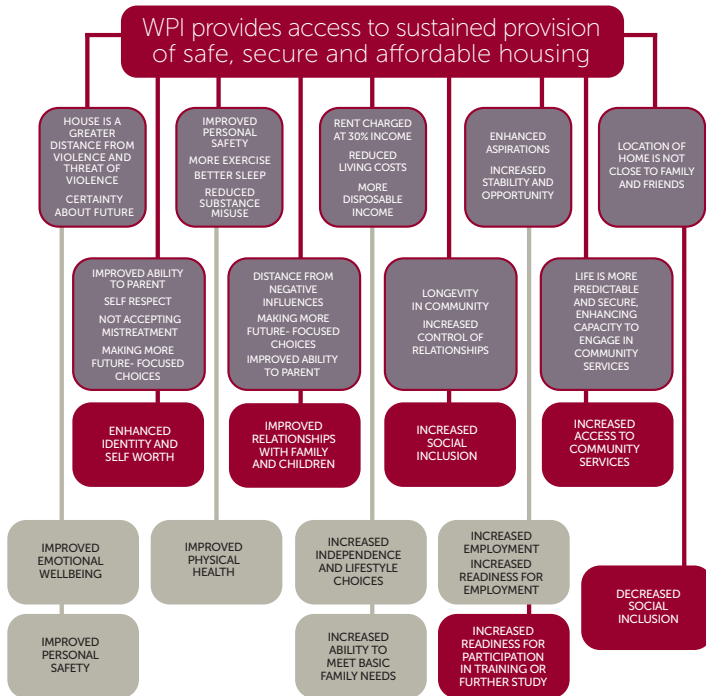 WPI provides access to sustained provision
of safe, secure and affordable housing
HOUSE IS A
GREATER
DISTANCE FROM
VIOLENCE AND
THREAT OF
VIOLENCE
CERTAINTY
ABOUT FUTURE
IMPROVED
PERSONAL
SAFETY
MORE EXERCISE
BETTER SLEEP
REDUCED
SUBSTANCE
MISUSE
RENT CHARGED
AT 30% INCOME
REDUCED
LIVING COSTS
MORE
DISPOSABLE
INCOME
ENHANCED
ASPIRATIONS
INCREASED
STABILITY AND
OPPORTUNITY
LOCATION OF
HOME IS NOT
CLOSE TO FAMILY
AND FRIENDS
IMPROVED ABILITY
TO PARENT
SELF RESPECT
NOT ACCEPTING
MISTREATMENT
MAKING MORE
FUTURE- FOCUSED
CHOICES
DISTANCE FROM
NEGATIVE
INFLUENCES
MAKING MORE
FUTURE- FOCUSED
CHOICES
IMPROVED ABILITY
TO PARENT
LONGEVITY
IN COMMUNITY
INCREASED
CONTROL OF
RELATIONSHIPS
LIFE IS MORE
PREDICTABLE
AND SECURE,
ENHANCING
CAPACITY TO
ENGAGE IN
COMMUNITY
SERVICES
ENHANCED
IDENTITY AND
SELF WORTH
IMPROVED
RELATIONSHIPS
WITH FAMILY
AND CHILDREN
INCREASED
SOCIAL
INCLUSION
INCREASED
ACCESS TO
COMMUNITY
SERVICES
IMPROVED
EMOTIONAL
WELLBEING
IMPROVED
PHYSICAL
HEALTH
INCREASED
INDEPENDENCE
AND LIFESTYLE
CHOICES
INCREASED
EMPLOYMENT
INCREASED
READINESS FOR
EMPLOYMENT
DECREASED
SOCIAL
INCLUSION
IMPROVED
PERSONAL
SAFETY
INCREASED
ABILITY TO
MEET BASIC
FAMILY NEEDS
INCREASED
READINESS FOR
PARTICIPATION
IN TRAINING OR
FURTHER STUDY